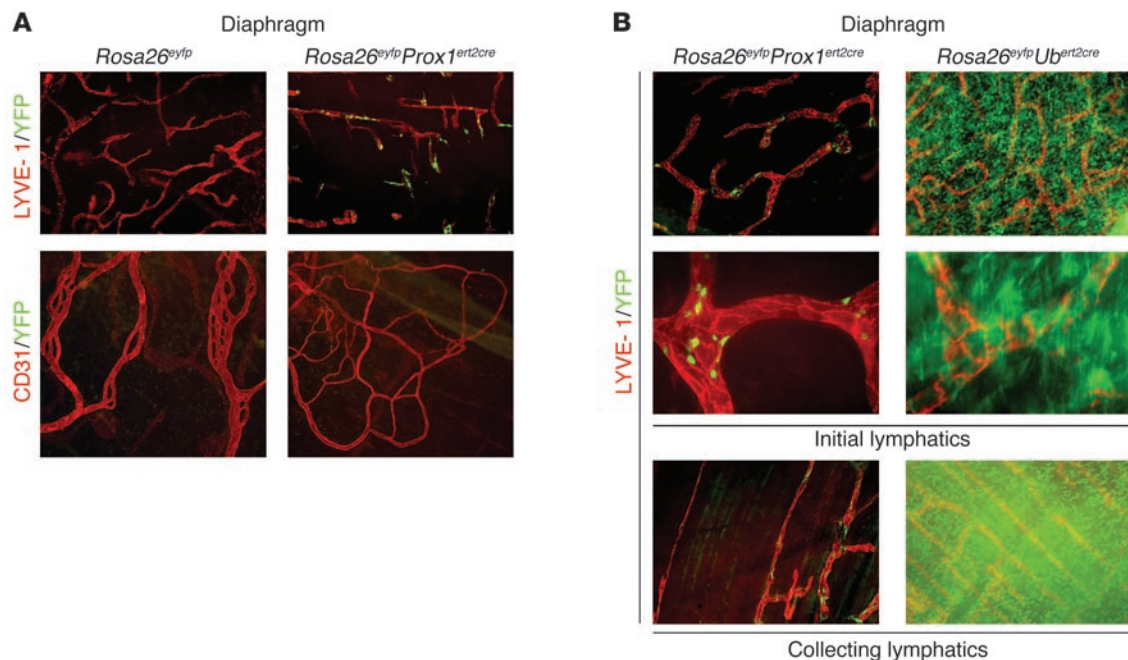 A
Diaphragm
Rosa26eyfp
Rosa26eyfpProx1ert2cre
LYVE- 1/YFP
CD31/YFP
B
Diaphragm
Rosa26eyfpProx1ert2cre
Rosa26eyfpUbert2cre
LYVE- 1/YFP
Initial lymphatics
Collecting lymphatics